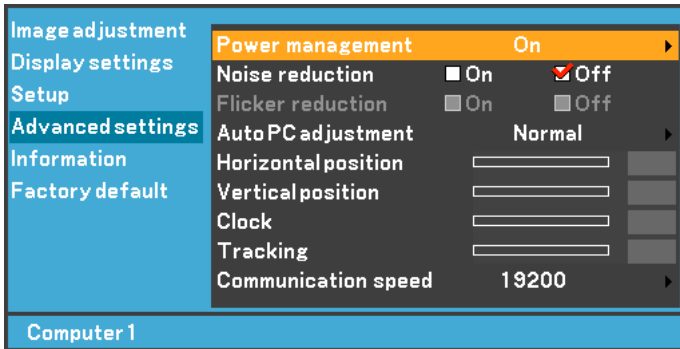 Image adjustment
Display settings
Setup
Advanced settings
Information
Factory default
Power management On
Noise reduction On Off
Flicker reduction On Off
Auto PC adjustment Normal
Horizontal position
Vertical position
Clock
Tracking
Communication speed 19200
Computer 1